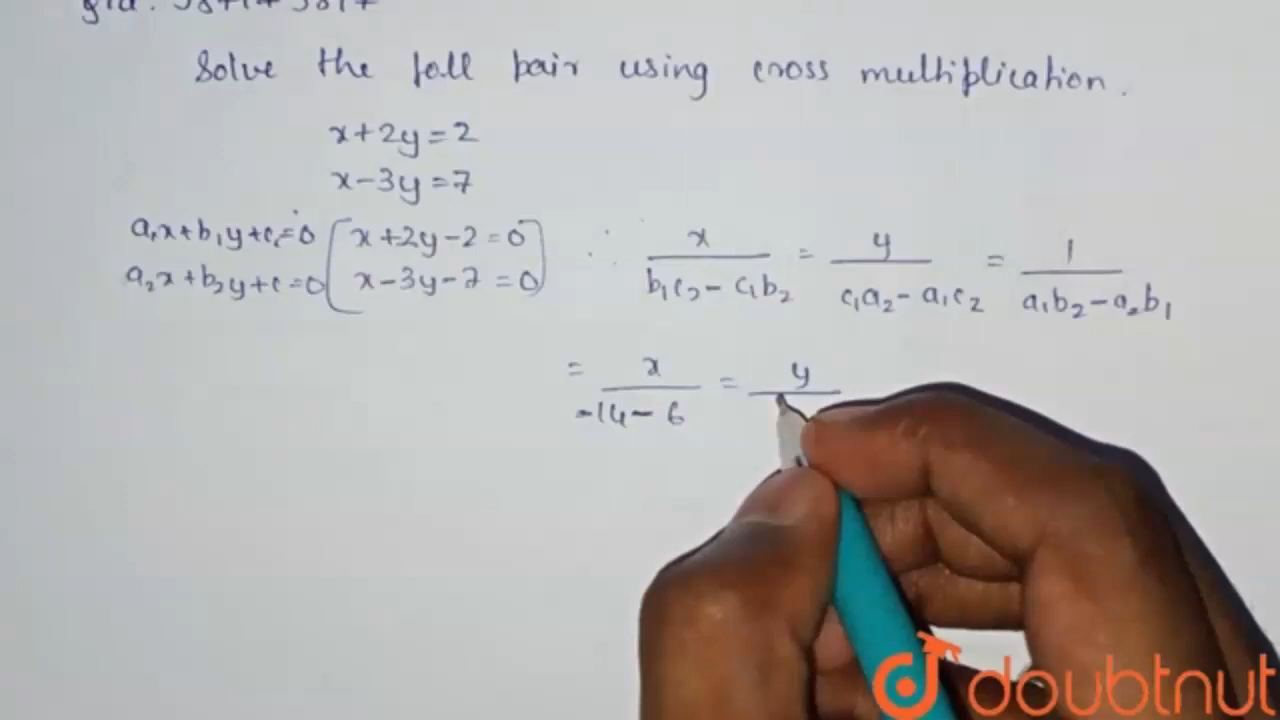 Solve the foll pair using cross multiplication.
x+2y=2
x-3y=7
a₁x+b₁y+c₁=0 x+2y-2=0 ∴ x/(b₁c₂-c₁b₂) = y/(c₁a₂-a₁c₂) = 1/(a₁b₂-a₂b₁)
a₂x+b₂y+c=0 x-3y-7=0
= x/(-14-6) = y
doubtnut